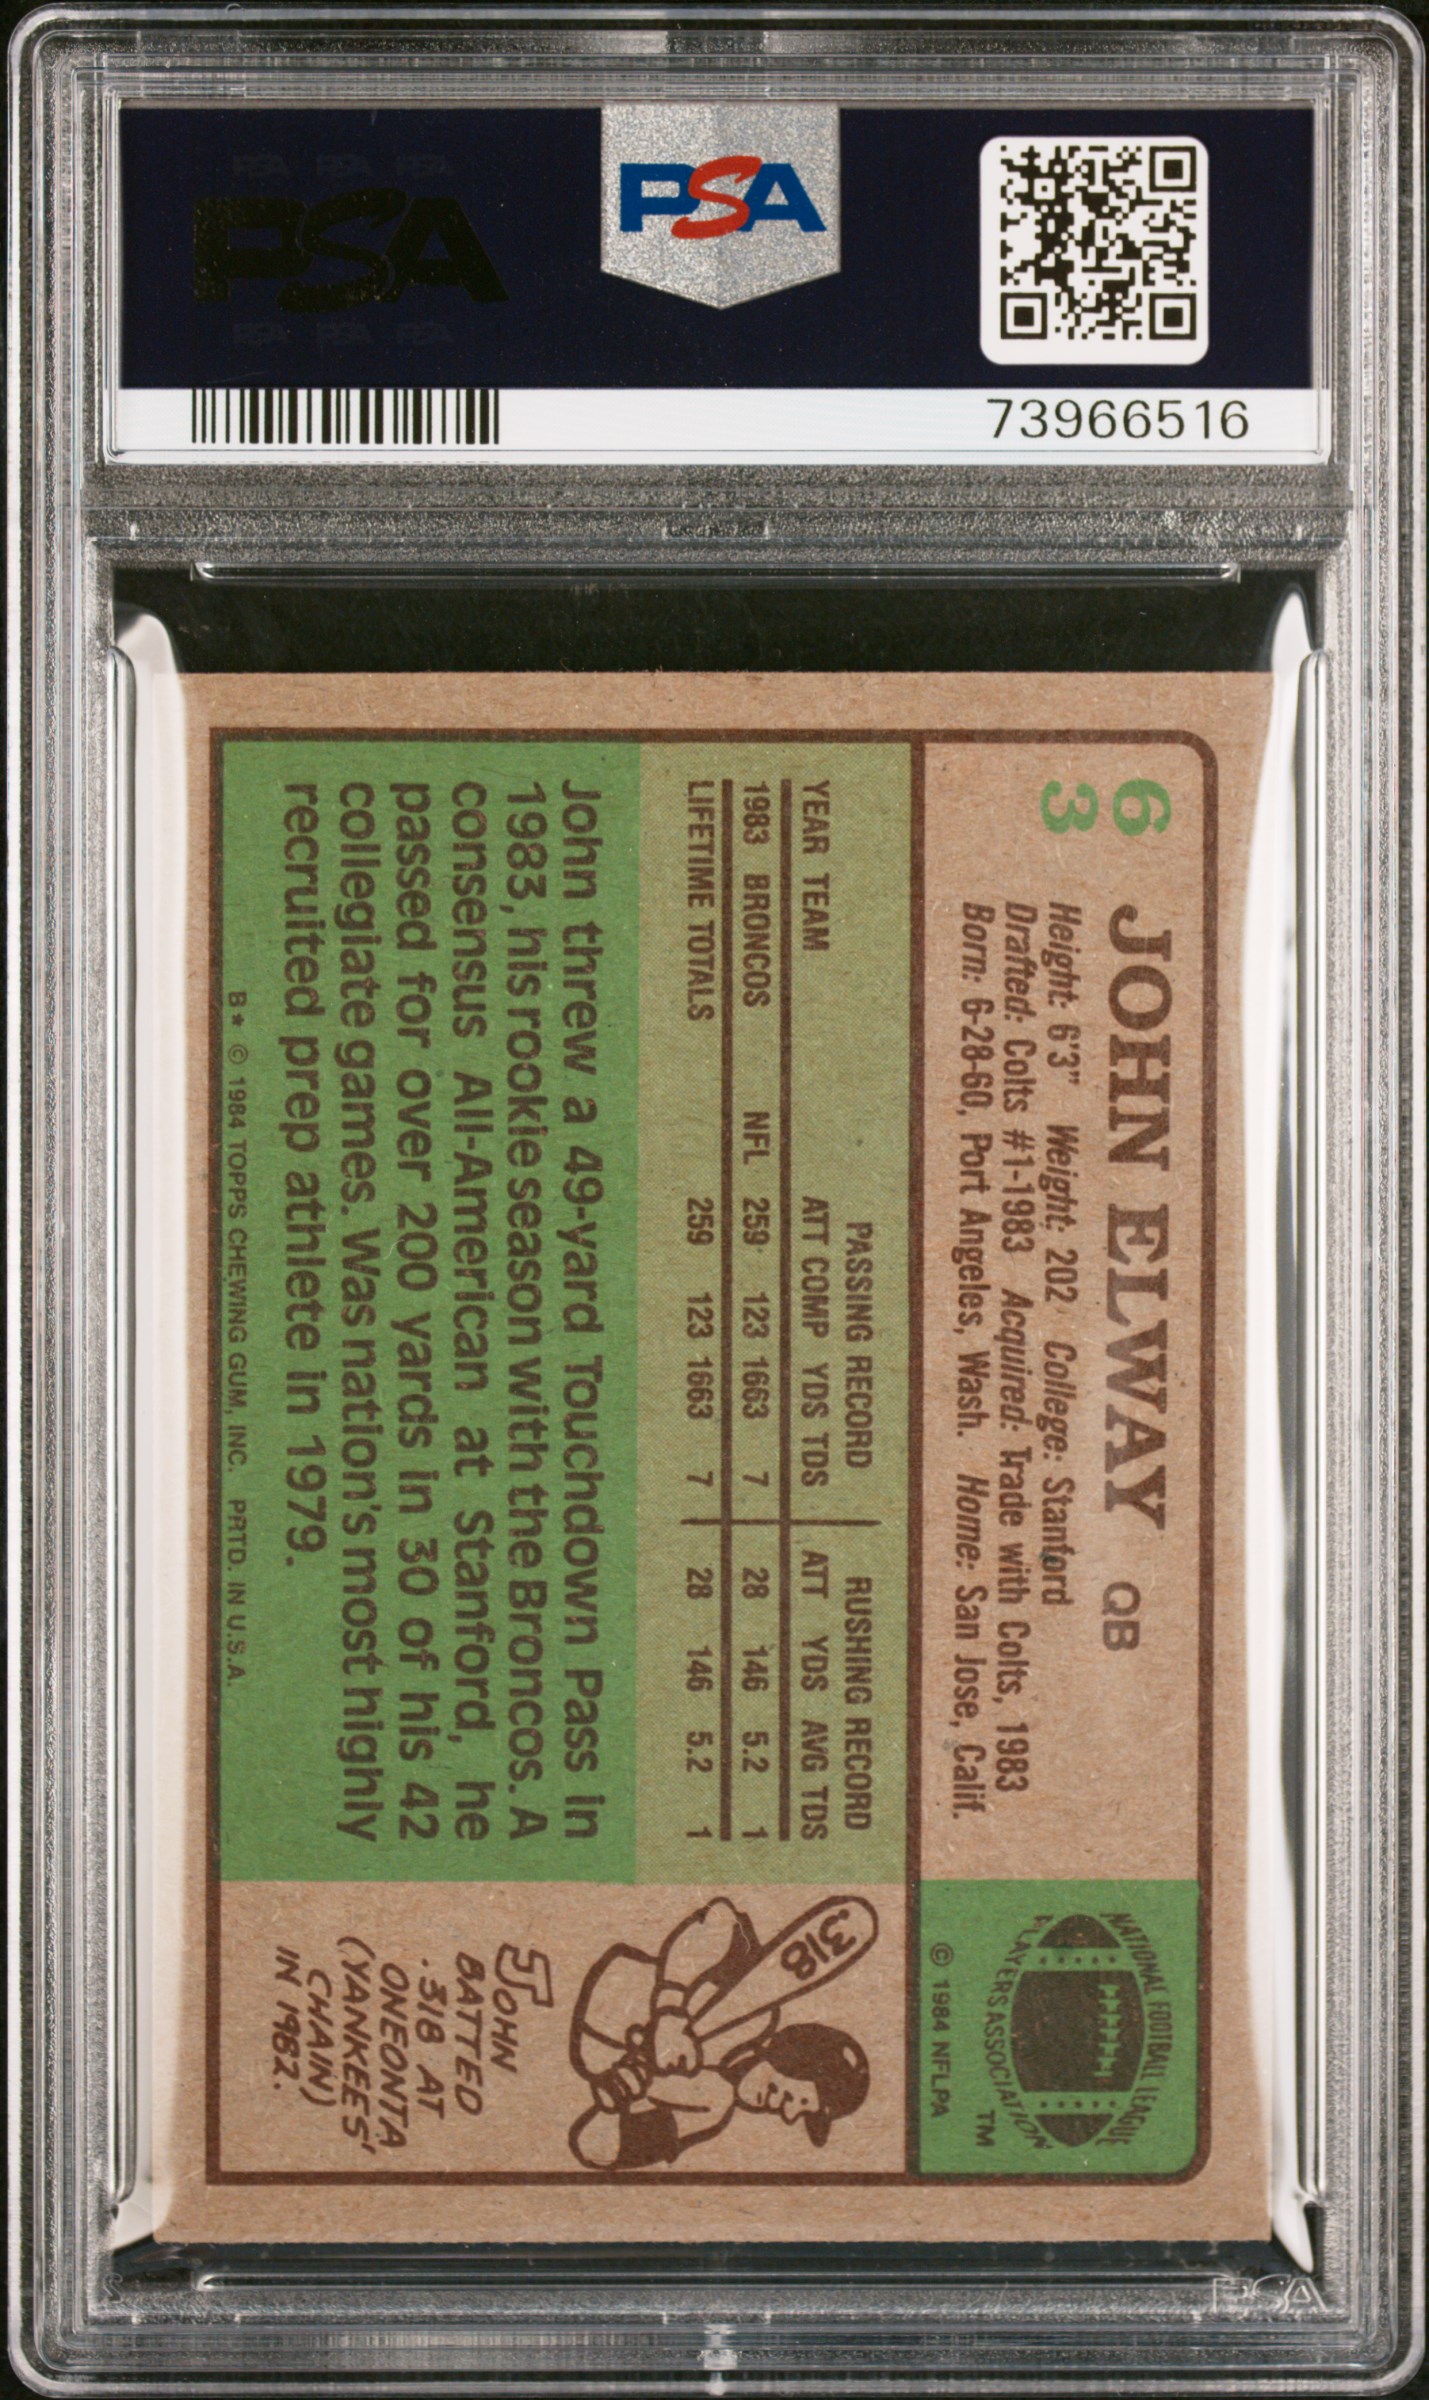 PSA PSA PSA
PSA
PSA PSA PSA
PSA
73966516
63
JOHN ELWAY QB
Height: 6'3" Weight: 202 College: Stanford
Drafted: Colts #1-1983 Acquired: Trade with Colts, 1983
Born: 6-28-60, Port Angeles, Wash. Home: San Jose, Calif.
NATIONAL FOOTBALL LEAGUE
PLAYERS ASSOCIATION
TM
© 1984 NFLPA
PASSING RECORD RUSHING RECORD
YEAR TEAM ATT COMP YDS TDS ATT YDS AVG TDS
1983 BRONCOS NFL 259 123 1663 7 28 146 5.2 1
LIFETIME TOTALS 259 123 1663 7 28 146 5.2 1
John threw a 49-yard Touchdown Pass in
1983, his rookie season with the Broncos. A
consensus All-American at Stanford, he
passed for over 200 yards in 30 of his 42
collegiate games. Was nation's most highly
recruited prep athlete in 1979.
B* © 1984 TOPPS CHEWING GUM, INC. PRTD. IN U.S.A.
318
JOHN
BATTED
.318 AT
ONEONTA
(YANKEES'
CHAIN)
IN 1982.
PSA